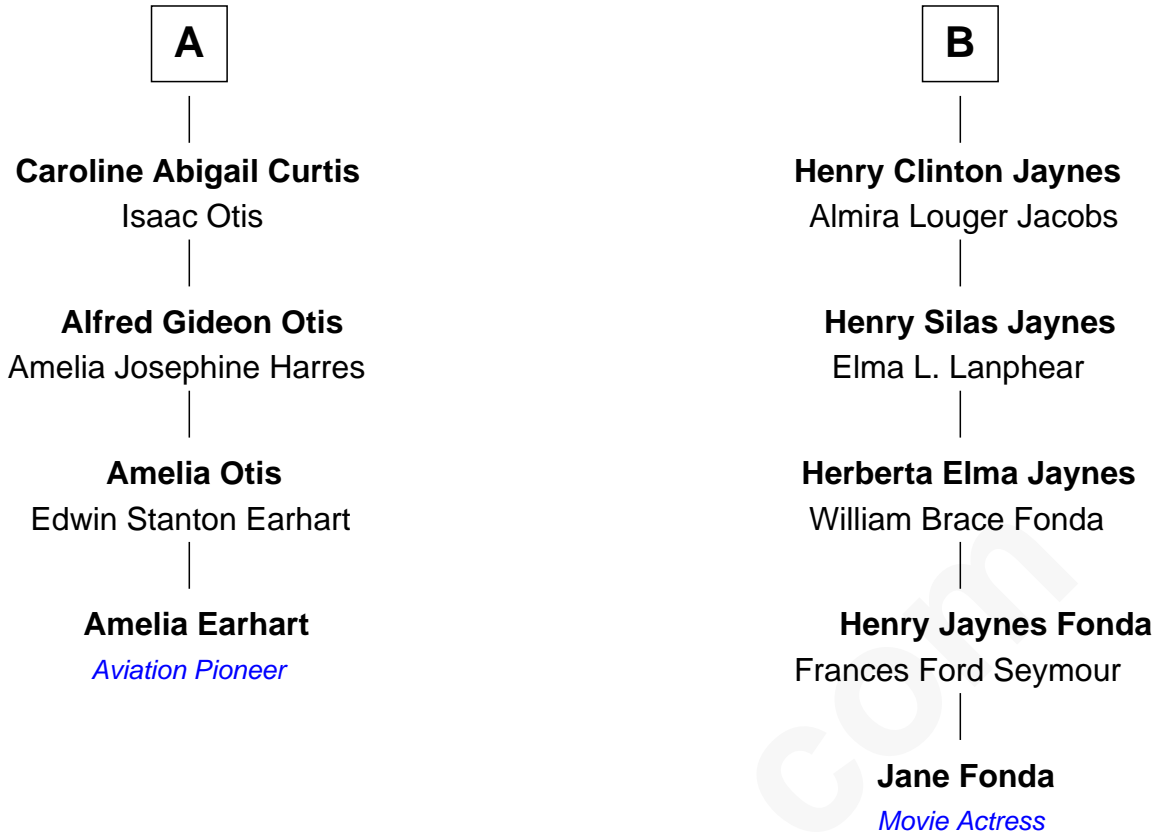 A
Caroline Abigail Curtis
Isaac Otis
Alfred Gideon Otis
Amelia Josephine Harres
Amelia Otis
Edwin Stanton Earhart
Amelia Earhart
Aviation Pioneer
B
Henry Clinton Jaynes
Almira Louger Jacobs
Henry Silas Jaynes
Elma L. Lanphear
Herberta Elma Jaynes
William Brace Fonda
Henry Jaynes Fonda
Frances Ford Seymour
Jane Fonda
Movie Actress
com